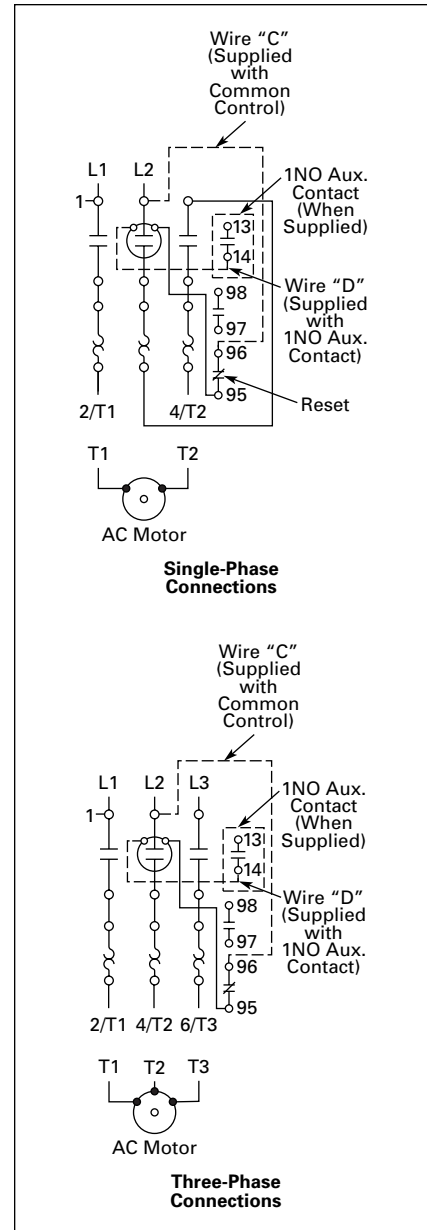 Wire “C”
(Supplied
with
Common
Control)
L1 L2
1NO Aux.
Contact
(When
Supplied)
1
13
14
Wire “D”
(Supplied
with
1NO Aux.
Contact)
98
97
96
95
Reset
2/T1 4/T2
T1 T2
AC Motor
Single-Phase
Connections
Wire “C”
(Supplied
with
Common
Control)
L1 L2 L3
1NO Aux.
Contact
(When
Supplied)
1
13
14
Wire “D”
(Supplied
with
1NO Aux.
Contact)
98
97
96
95
2/T1 4/T2 6/T3
T1 T2 T3
AC Motor
Three-Phase
Connections